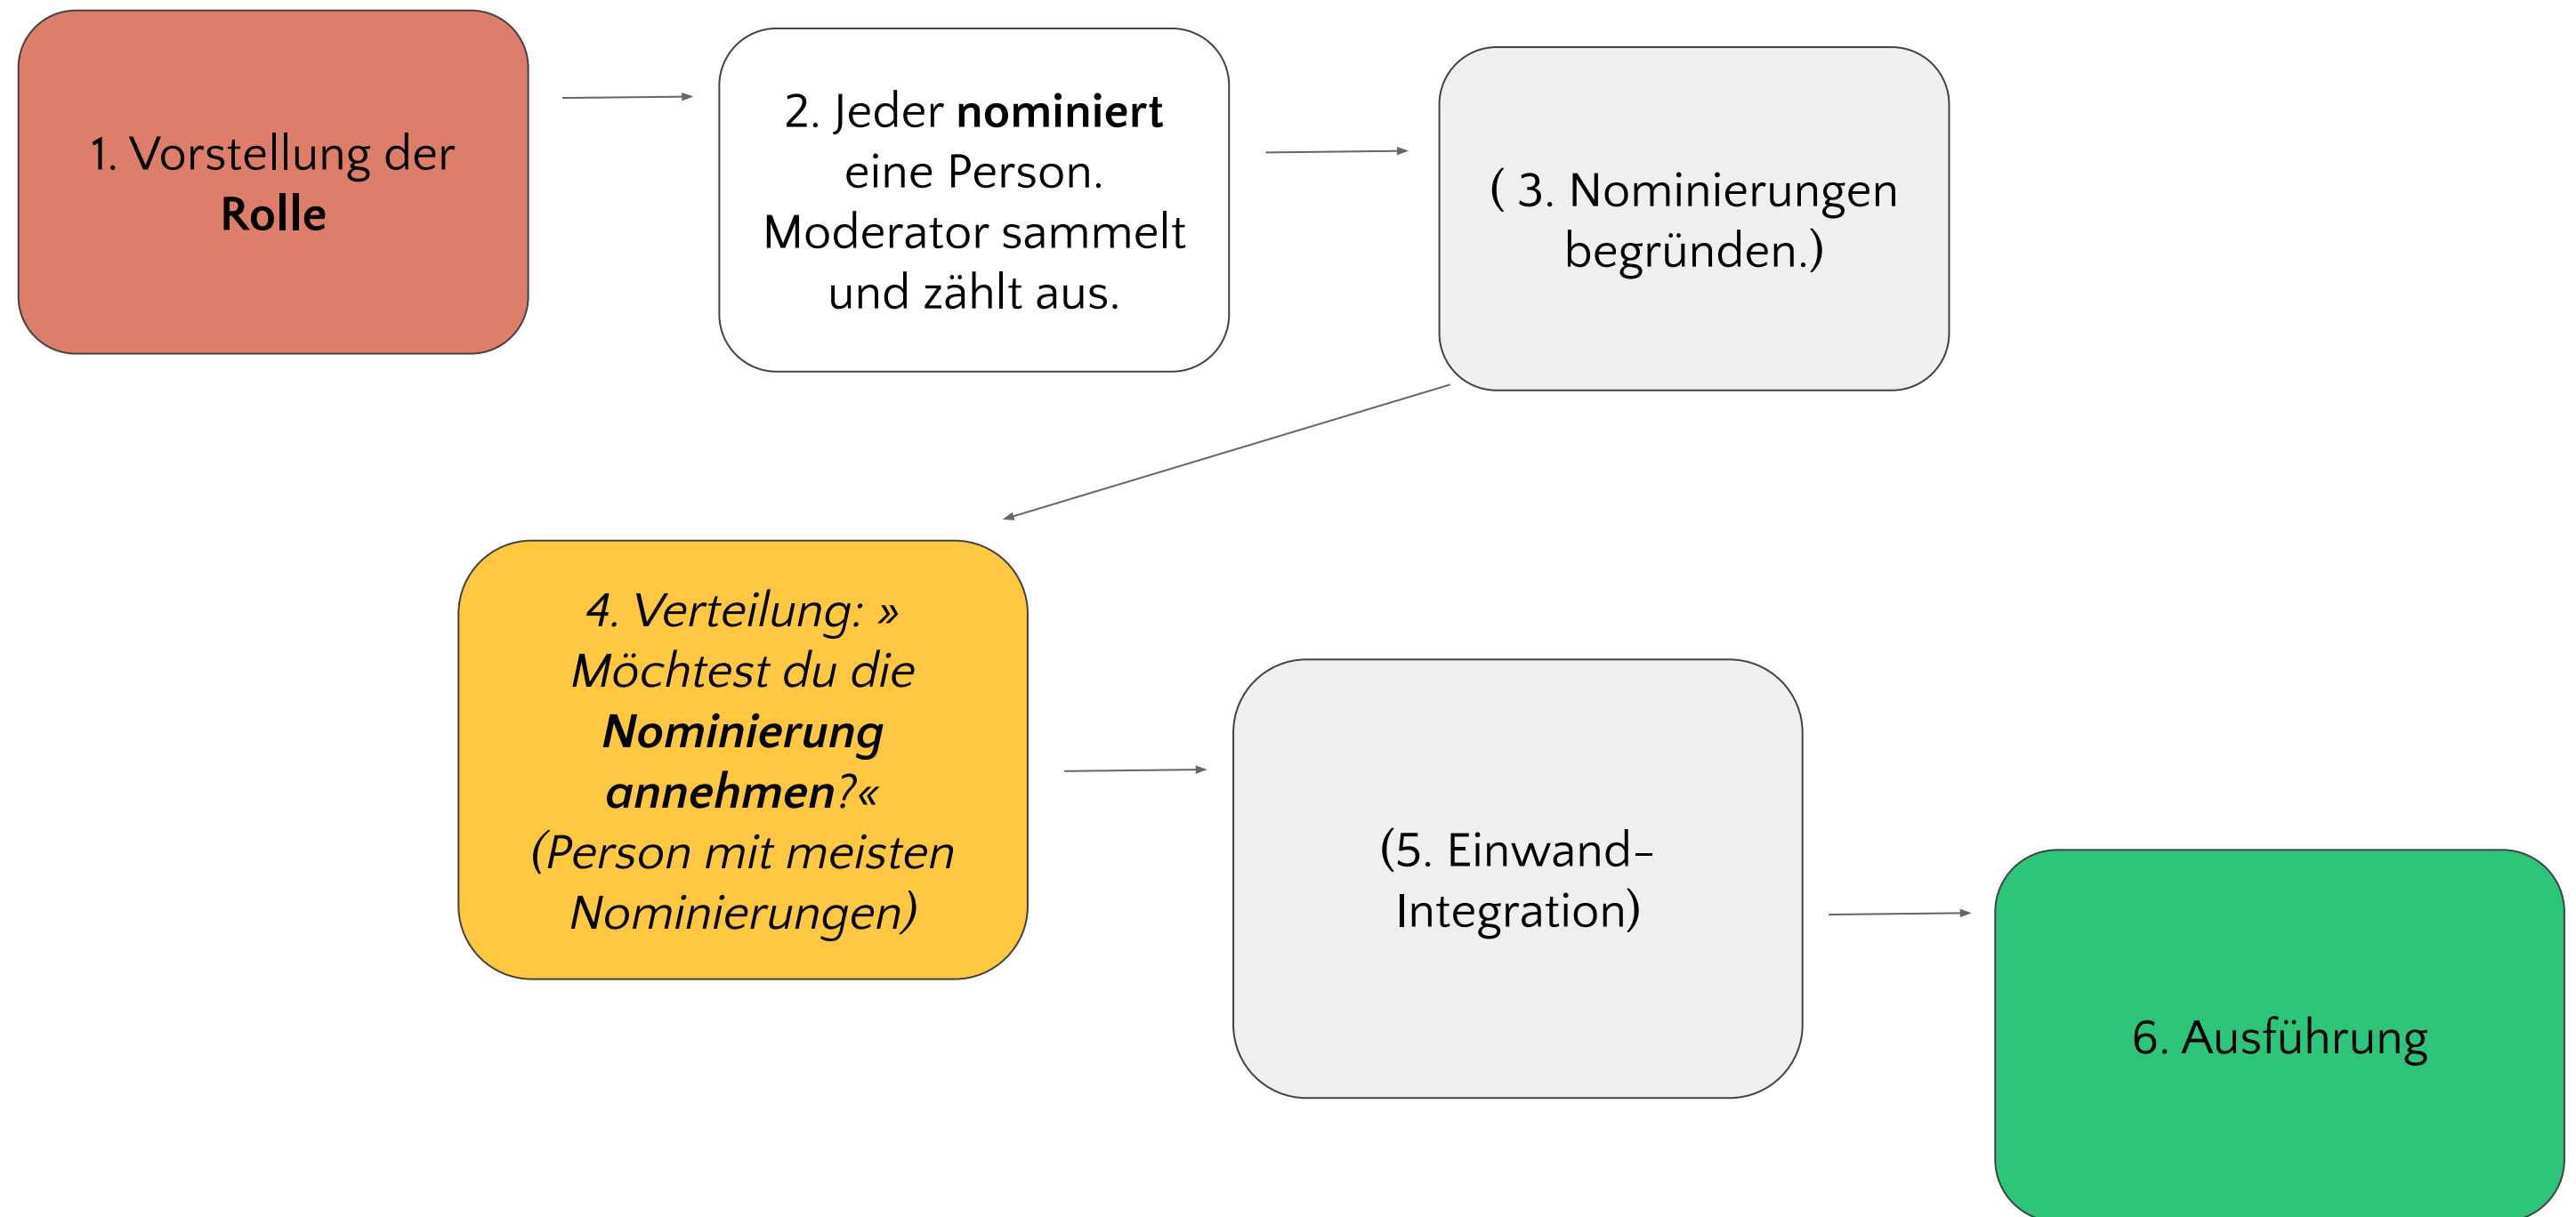 1. Vorstellung der
Rolle
2. Jeder nominiert
eine Person.
Moderator sammelt
und zählt aus.
( 3. Nominierungen
begründen.)
4. Verteilung: »
Möchtest du die
Nominierung
annehmen?«
(Person mit meisten
Nominierungen)
(5. Einwand-
Integration)
6. Ausführung